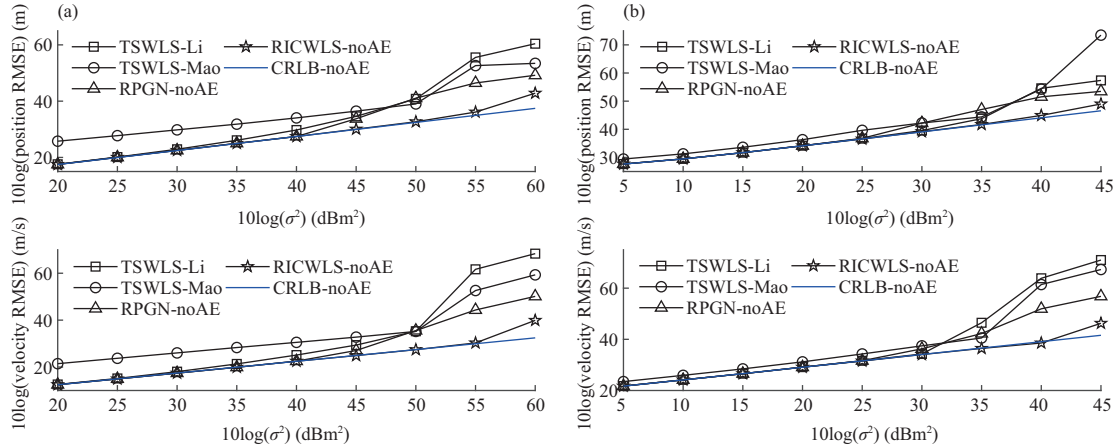 (a)
10log(position RMSE) (m)
60
40
20
TSWLS-Li
TSWLS-Mao
RPGN-noAE
RICWLS-noAE
CRLB-noAE
20 25 30 35 40 45 50 55 60
10log(σ²) (dBm²)
10log(velocity RMSE) (m/s)
60
40
20
TSWLS-Li
TSWLS-Mao
RPGN-noAE
RICWLS-noAE
CRLB-noAE
20 25 30 35 40 45 50 55 60
10log(σ²) (dBm²)
(b)
10log(position RMSE) (m)
70
60
50
40
30
TSWLS-Li
TSWLS-Mao
RPGN-noAE
RICWLS-noAE
CRLB-noAE
5 10 15 20 25 30 35 40 45
10log(σ²) (dBm²)
10log(velocity RMSE) (m/s)
60
40
20
TSWLS-Li
TSWLS-Mao
RPGN-noAE
RICWLS-noAE
CRLB-noAE
5 10 15 20 25 30 35 40 45
10log(σ²) (dBm²)